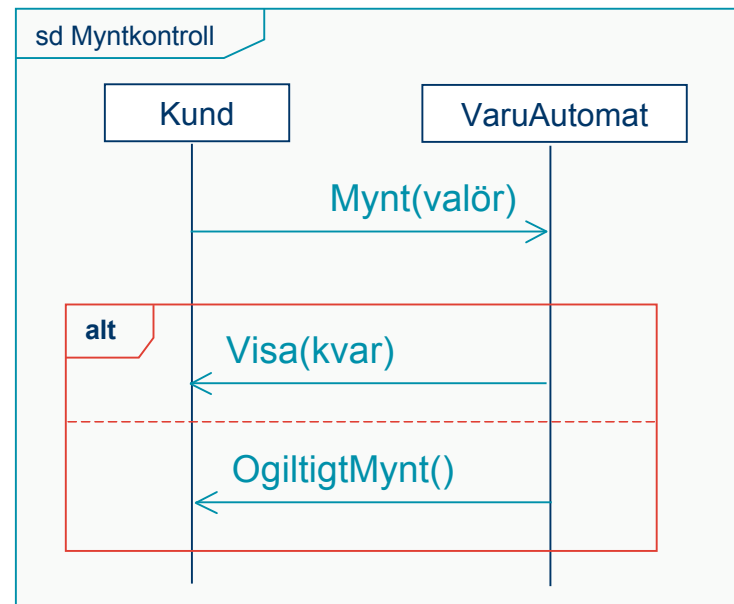 sd Myntkontroll
Kund
VaruAutomat
Mynt(valör)
alt
Visa(kvar)
OgiltigtMynt()